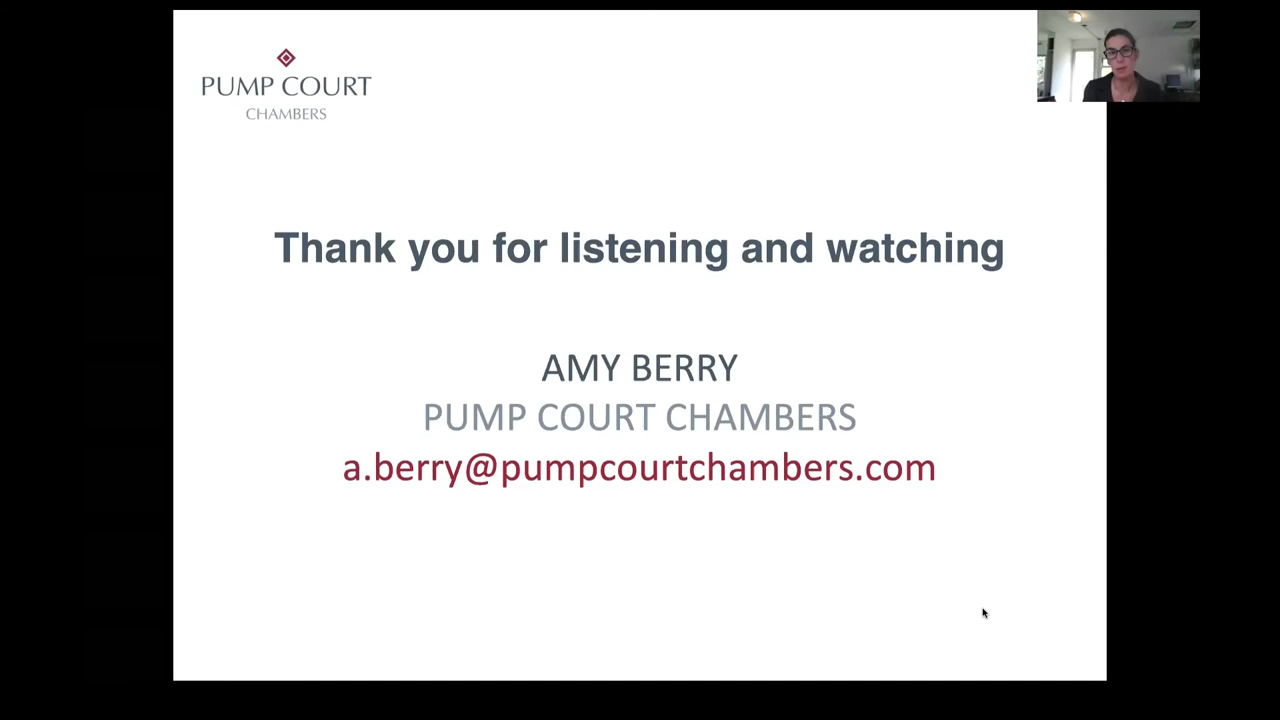 PUMP COURT
CHAMBERS
Thank you for listening and watching
AMY BERRY
PUMP COURT CHAMBERS
a.berry@pumpcourtchambers.com